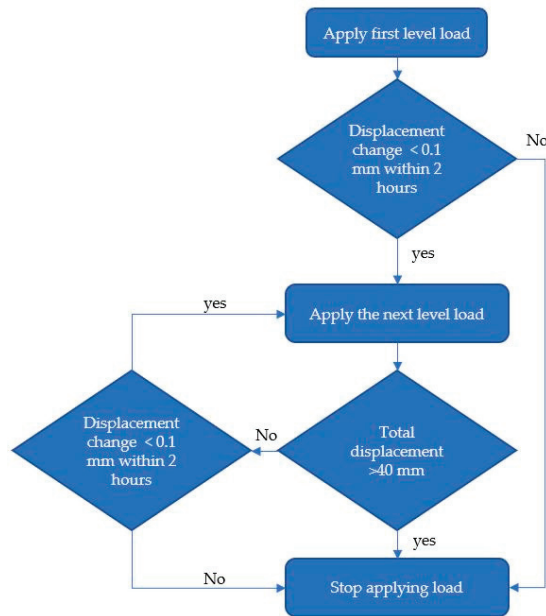 Apply first level load
Displacement
change < 0.1
mm within 2
hours
No
yes
Apply the next level load
yes
Displacement
change < 0.1
mm within 2
hours
No
Total
displacement
>40 mm
yes
No
Stop applying load